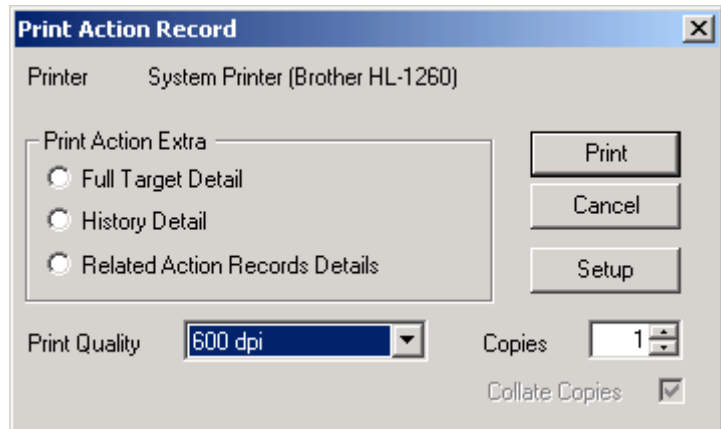 Print Action Record
Printer System Printer (Brother HL-1260)
Print Action Extra
Full Target Detail
History Detail
Related Action Records Details
Print
Cancel
Setup
Print Quality 600 dpi Copies 1
Collate Copies